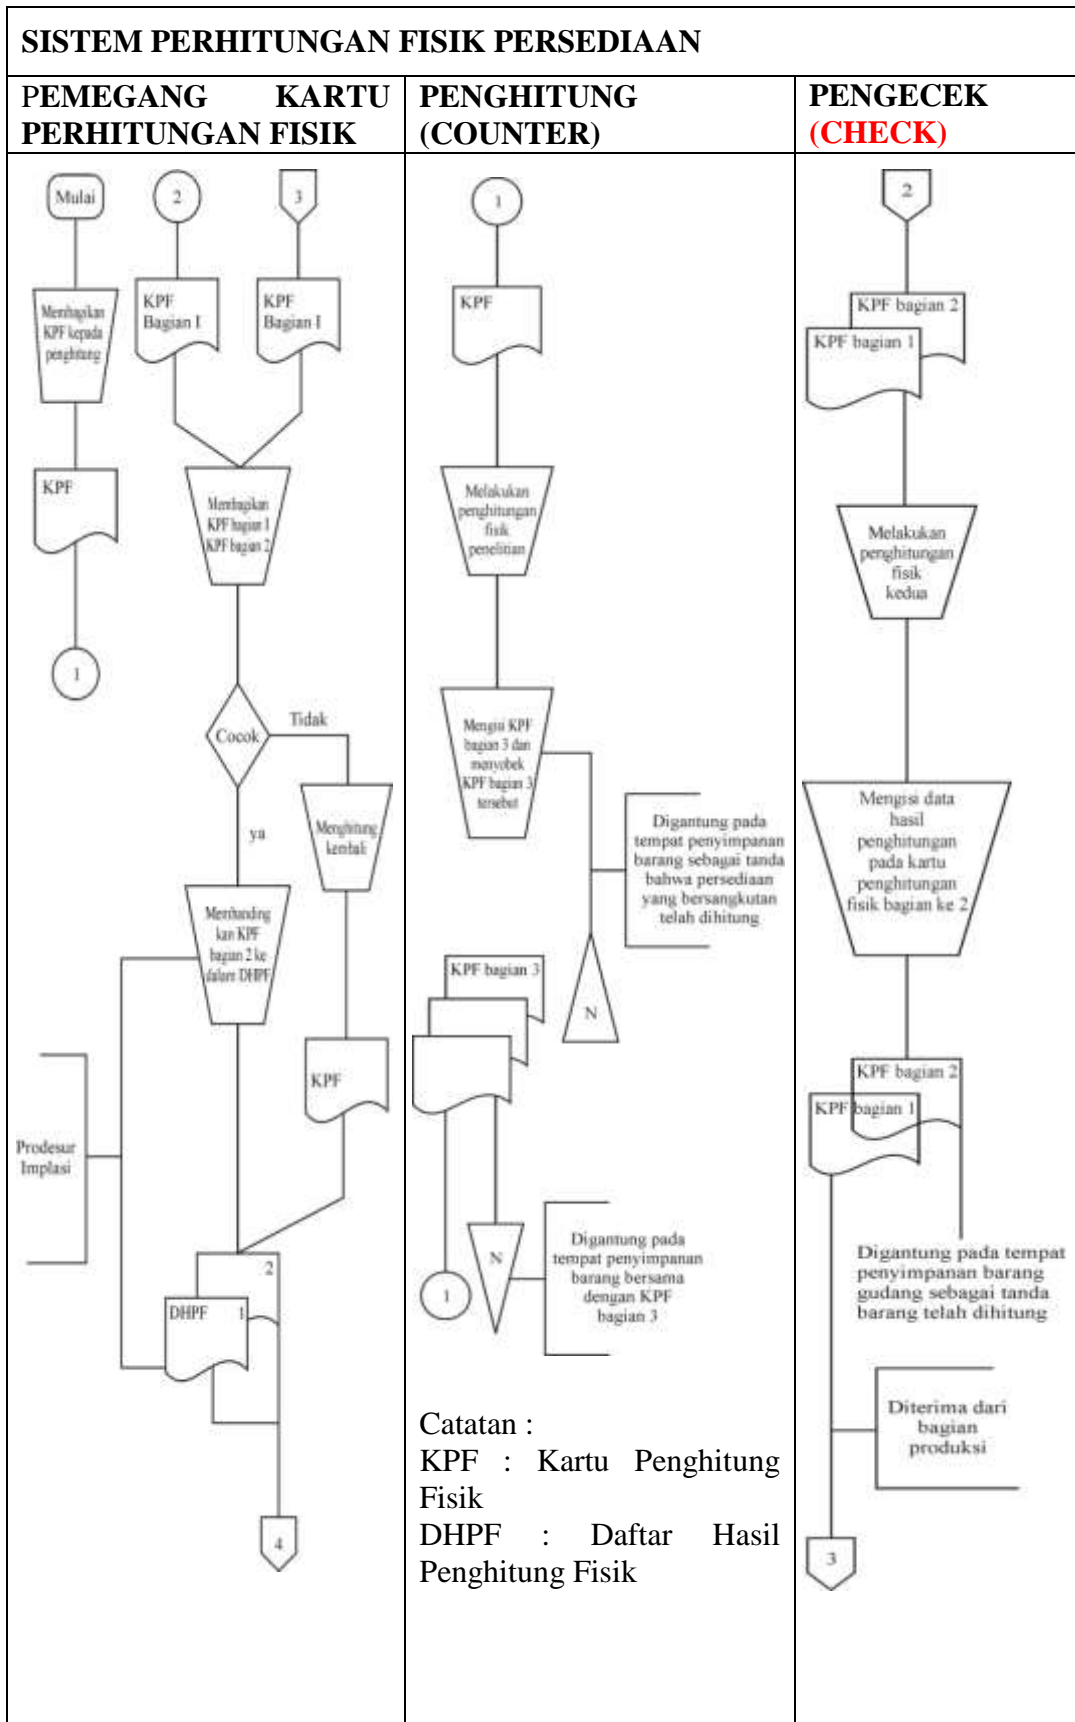 SISTEM PERHITUNGAN FISIK PERSEDIAAN
PEMEGANG KARTU
PERHITUNGAN FISIK
PENGHITUNG
(COUNTER)
PENGECEK
(CHECK)
Mulai
2
3
Membagikan
KPF kepada
penghitung
KPF
Bagian I
KPF
Bagian I
KPF
1
Membagikan
KPF bagian 1
KPF bagian 2
Cocok
Tidak
ya
Menghitung
kembali
Membanding
kan KPF
bagian 2 ke
dalam DHPF
KPF
Prodesur
Implasi
2
DHPF 1
4
1
KPF
Melakukan
penghitungan
fisik
penelitian
Mengisi KPF
bagian 3 dan
menyobek
KPF bagian 3
tersebut
Digantung pada
tempat penyimpanan
barang sebagai tanda
bahwa persediaan
yang bersangkutan
telah dihitung
N
KPF bagian 3
N
1
Digantung pada
tempat penyimpanan
barang bersama
dengan KPF
bagian 3
Catatan :
KPF : Kartu Penghitung
Fisik
DHPF : Daftar Hasil
Penghitung Fisik
2
KPF bagian 2
KPF bagian 1
Melakukan
penghitungan
fisik
kedua
Mengisi data
hasil
penghitungan
pada kartu
penghitungan
fisik bagian ke 2
KPF bagian 2
KPF bagian 1
Digantung pada tempat
penyimpanan barang
gudang sebagai tanda
barang telah dihitung
Diterima dari
bagian
produksi
3